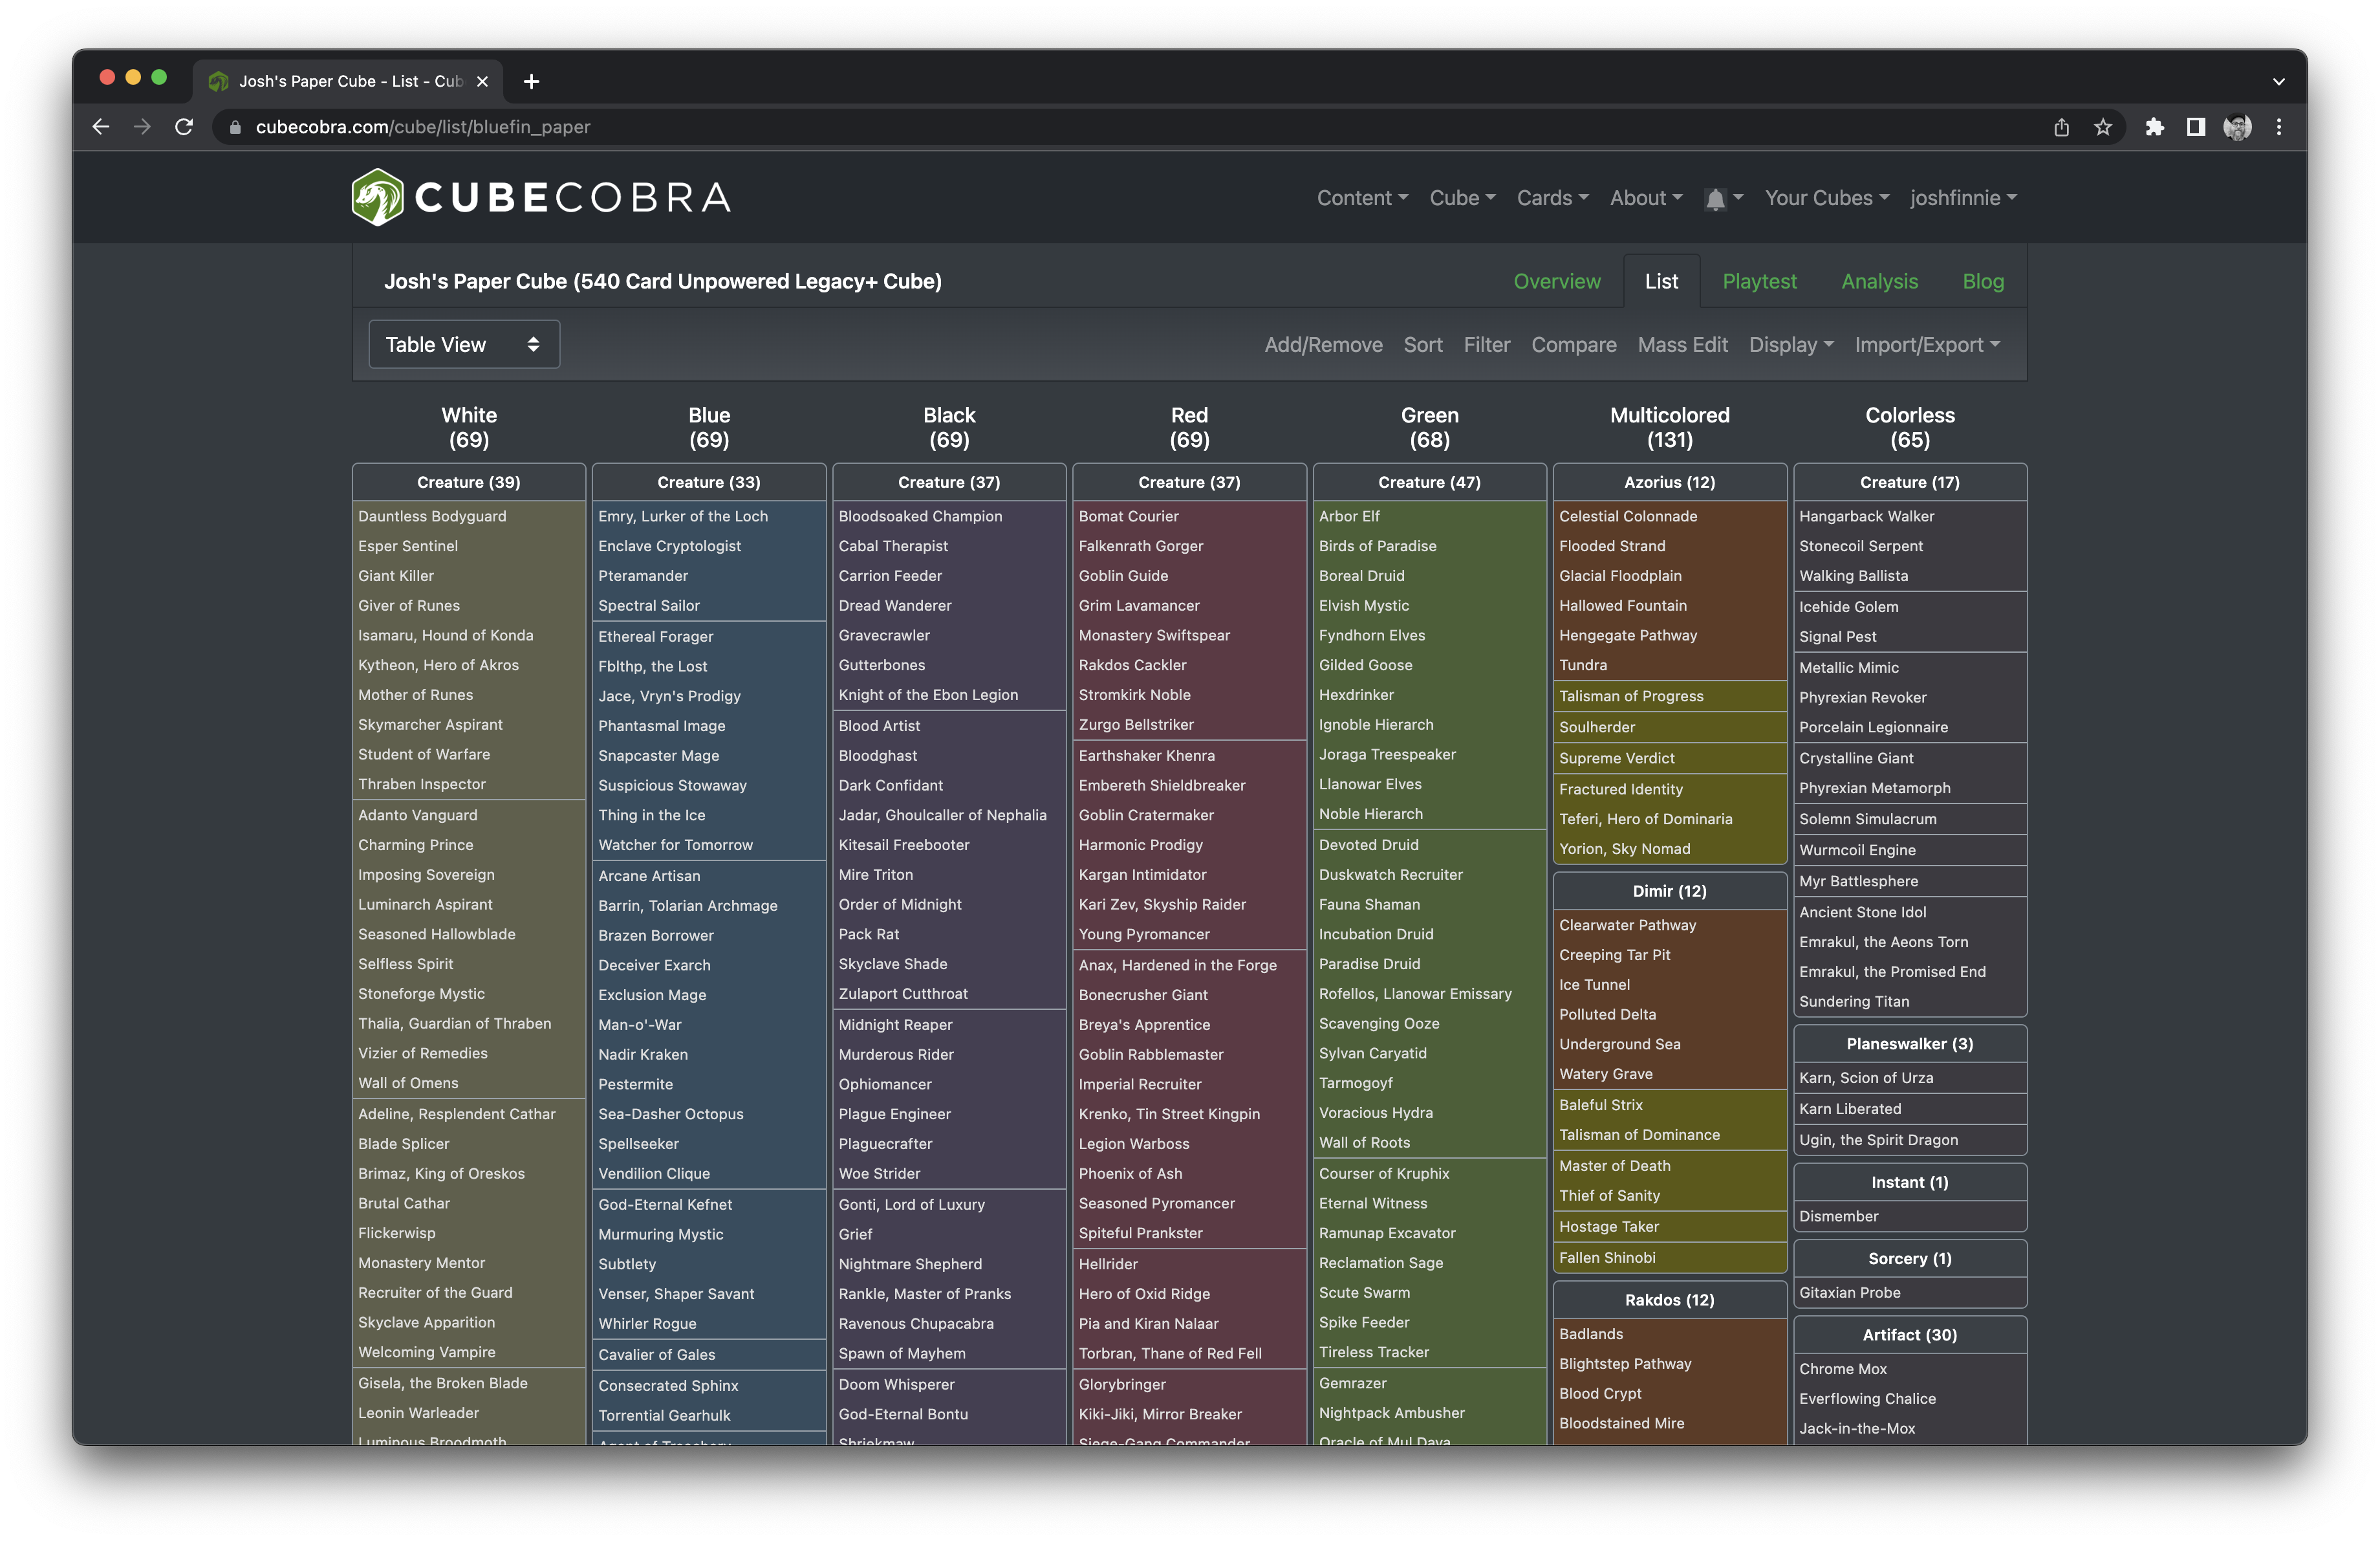 Josh's Paper Cube - List - Cub
cubecobra.com/cube/list/bluefin_paper
CUBECOBRA
Content
Cube
Cards
About
Your Cubes
joshfinnie
Josh's Paper Cube (540 Card Unpowered Legacy+ Cube)
Overview
List
Playtest
Analysis
Blog
Table View
Add/Remove
Sort
Filter
Compare
Mass Edit
Display
Import/Export
White
(69)
Creature (39)
Dauntless Bodyguard
Esper Sentinel
Giant Killer
Giver of Runes
Isamaru, Hound of Konda
Kytheon, Hero of Akros
Mother of Runes
Skymarcher Aspirant
Student of Warfare
Thraben Inspector
Adanto Vanguard
Charming Prince
Imposing Sovereign
Luminarch Aspirant
Seasoned Hallowblade
Selfless Spirit
Stoneforge Mystic
Thalia, Guardian of Thraben
Vizier of Remedies
Wall of Omens
Adeline, Resplendent Cathar
Blade Splicer
Brimaz, King of Oreskos
Brutal Cathar
Flickerwisp
Monastery Mentor
Recruiter of the Guard
Skyclave Apparition
Welcoming Vampire
Gisela, the Broken Blade
Leonin Warleader
Luminous Broodmoth
Blue
(69)
Creature (33)
Emry, Lurker of the Loch
Enclave Cryptologist
Pteramander
Spectral Sailor
Ethereal Forager
Fblthp, the Lost
Jace, Vryn's Prodigy
Phantasmal Image
Snapcaster Mage
Suspicious Stowaway
Thing in the Ice
Watcher for Tomorrow
Arcane Artisan
Barrin, Tolarian Archmage
Brazen Borrower
Deceiver Exarch
Exclusion Mage
Man-o'-War
Nadir Kraken
Pestermite
Sea-Dasher Octopus
Spellseeker
Vendilion Clique
God-Eternal Kefnet
Murmuring Mystic
Subtlety
Venser, Shaper Savant
Whirler Rogue
Cavalier of Gales
Consecrated Sphinx
Torrential Gearhulk
Agent of Treachery
Black
(69)
Creature (37)
Bloodsoaked Champion
Cabal Therapist
Carrion Feeder
Dread Wanderer
Gravecrawler
Gutterbones
Knight of the Ebon Legion
Blood Artist
Bloodghast
Dark Confidant
Jadar, Ghoulcaller of Nephalia
Kitesail Freebooter
Mire Triton
Order of Midnight
Pack Rat
Skyclave Shade
Zulaport Cutthroat
Midnight Reaper
Murderous Rider
Ophiomancer
Plague Engineer
Plaguecrafter
Woe Strider
Gonti, Lord of Luxury
Grief
Nightmare Shepherd
Rankle, Master of Pranks
Ravenous Chupacabra
Spawn of Mayhem
Doom Whisperer
God-Eternal Bontu
Shriekmaw
Red
(69)
Creature (37)
Bomat Courier
Falkenrath Gorger
Goblin Guide
Grim Lavamancer
Monastery Swiftspear
Rakdos Cackler
Stromkirk Noble
Zurgo Bellstriker
Earthshaker Khenra
Embereth Shieldbreaker
Goblin Cratermaker
Harmonic Prodigy
Kargan Intimidator
Kari Zev, Skyship Raider
Young Pyromancer
Anax, Hardened in the Forge
Bonecrusher Giant
Breya's Apprentice
Goblin Rabblemaster
Imperial Recruiter
Krenko, Tin Street Kingpin
Legion Warboss
Phoenix of Ash
Seasoned Pyromancer
Spiteful Prankster
Hellrider
Hero of Oxid Ridge
Pia and Kiran Nalaar
Torbran, Thane of Red Fell
Glorybringer
Kiki-Jiki, Mirror Breaker
Siege-Gang Commander
Green
(68)
Creature (47)
Arbor Elf
Birds of Paradise
Boreal Druid
Elvish Mystic
Fyndhorn Elves
Gilded Goose
Hexdrinker
Ignoble Hierarch
Joraga Treespeaker
Llanowar Elves
Noble Hierarch
Devoted Druid
Duskwatch Recruiter
Fauna Shaman
Incubation Druid
Paradise Druid
Rofellos, Llanowar Emissary
Scavenging Ooze
Sylvan Caryatid
Tarmogoyf
Voracious Hydra
Wall of Roots
Courser of Kruphix
Eternal Witness
Ramunap Excavator
Reclamation Sage
Scute Swarm
Spike Feeder
Tireless Tracker
Gemrazer
Nightpack Ambusher
Oracle of Mul Daya
Multicolored
(131)
Azorius (12)
Celestial Colonnade
Flooded Strand
Glacial Floodplain
Hallowed Fountain
Hengegate Pathway
Tundra
Talisman of Progress
Soulherder
Supreme Verdict
Fractured Identity
Teferi, Hero of Dominaria
Yorion, Sky Nomad
Dimir (12)
Clearwater Pathway
Creeping Tar Pit
Ice Tunnel
Polluted Delta
Underground Sea
Watery Grave
Baleful Strix
Talisman of Dominance
Master of Death
Thief of Sanity
Hostage Taker
Fallen Shinobi
Rakdos (12)
Badlands
Blightstep Pathway
Blood Crypt
Bloodstained Mire
Colorless
(65)
Creature (17)
Hangarback Walker
Stonecoil Serpent
Walking Ballista
Icehide Golem
Signal Pest
Metallic Mimic
Phyrexian Revoker
Porcelain Legionnaire
Crystalline Giant
Phyrexian Metamorph
Solemn Simulacrum
Wurmcoil Engine
Myr Battlesphere
Ancient Stone Idol
Emrakul, the Aeons Torn
Emrakul, the Promised End
Sundering Titan
Planeswalker (3)
Karn, Scion of Urza
Karn Liberated
Ugin, the Spirit Dragon
Instant (1)
Dismember
Sorcery (1)
Gitaxian Probe
Artifact (30)
Chrome Mox
Everflowing Chalice
Jack-in-the-Mox